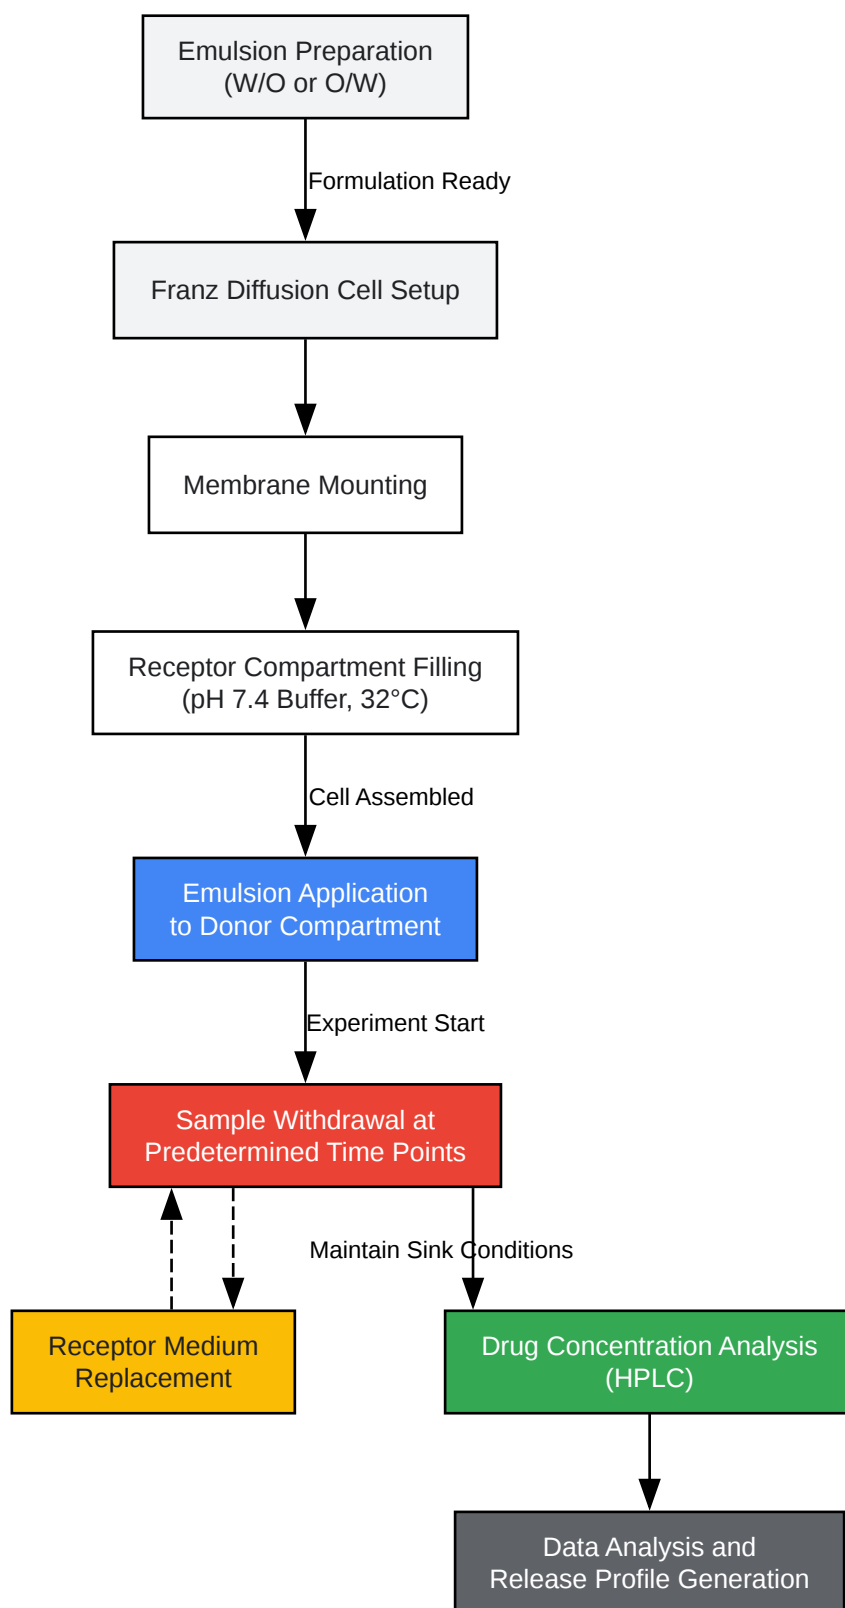 Emulsion Preparation
(W/O or O/W)
Formulation Ready
Franz Diffusion Cell Setup
Membrane Mounting
Receptor Compartment Filling
(pH 7.4 Buffer, 32°C)
Cell Assembled
Emulsion Application
to Donor Compartment
Experiment Start
Sample Withdrawal at
Predetermined Time Points
Maintain Sink Conditions
Receptor Medium
Replacement
Drug Concentration Analysis
(HPLC)
Data Analysis and
Release Profile Generation